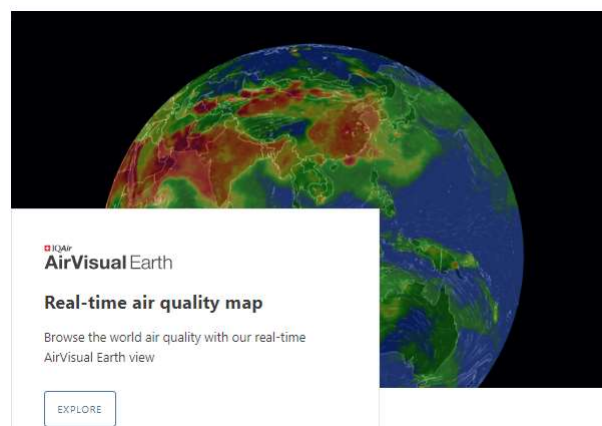 IQAir
AirVisual Earth
Real-time air quality map
Browse the world air quality with our real-time
AirVisual Earth view
EXPLORE